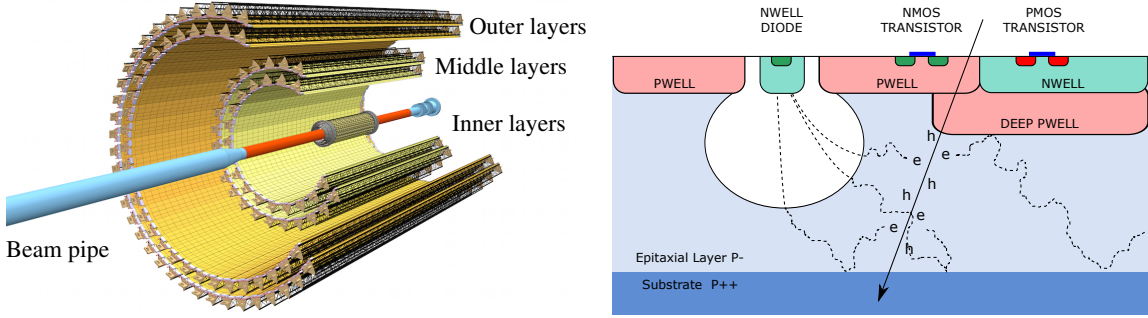 Outer layers
Middle layers
Inner layers
Beam pipe
NWELL
DIODE
NMOS
TRANSISTOR
PMOS
TRANSISTOR
PWELL
PWELL
NWELL
DEEP PWELL
h
e
e
h
e
e
h
Epitaxial Layer P-
Substrate P++